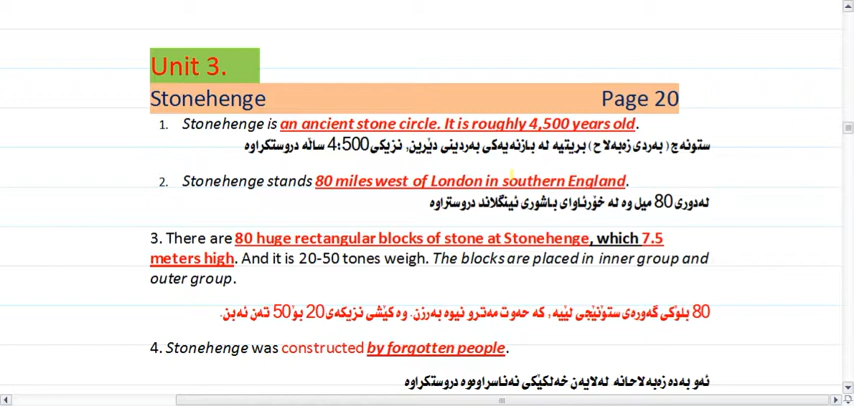 Unit 3.
Stonehenge Page 20
1. Stonehenge is an ancient stone circle. It is roughly 4,500 years old.
ستونهج (بەردی زەبەلاح) بریتیە لە بازنەیەکی بەردینی دێرین, نزیکی 4;500 ساڵە دروستکراوە
2. Stonehenge stands 80 miles west of London in southern England.
لەدوری 80 میل وە لە خۆرئاوای باشوری ئینگلاند دروستراوە
3. There are 80 huge rectangular blocks of stone at Stonehenge, which 7.5
meters high. And it is 20-50 tones weigh. The blocks are placed in inner group and
outer group.
80 بلۆکی گەورەی ستۆنێجی لێیە, کە حەوت مەترو نیوە بەرزن. وە کێشی نزیکەی 20 بۆ 50 تەن ئەبن.
4. Stonehenge was constructed by forgotten people.
ئەو بەدە زەبەلاحانە لەلایەن خەلکێکی نەناسراوەوە دروستکراوە